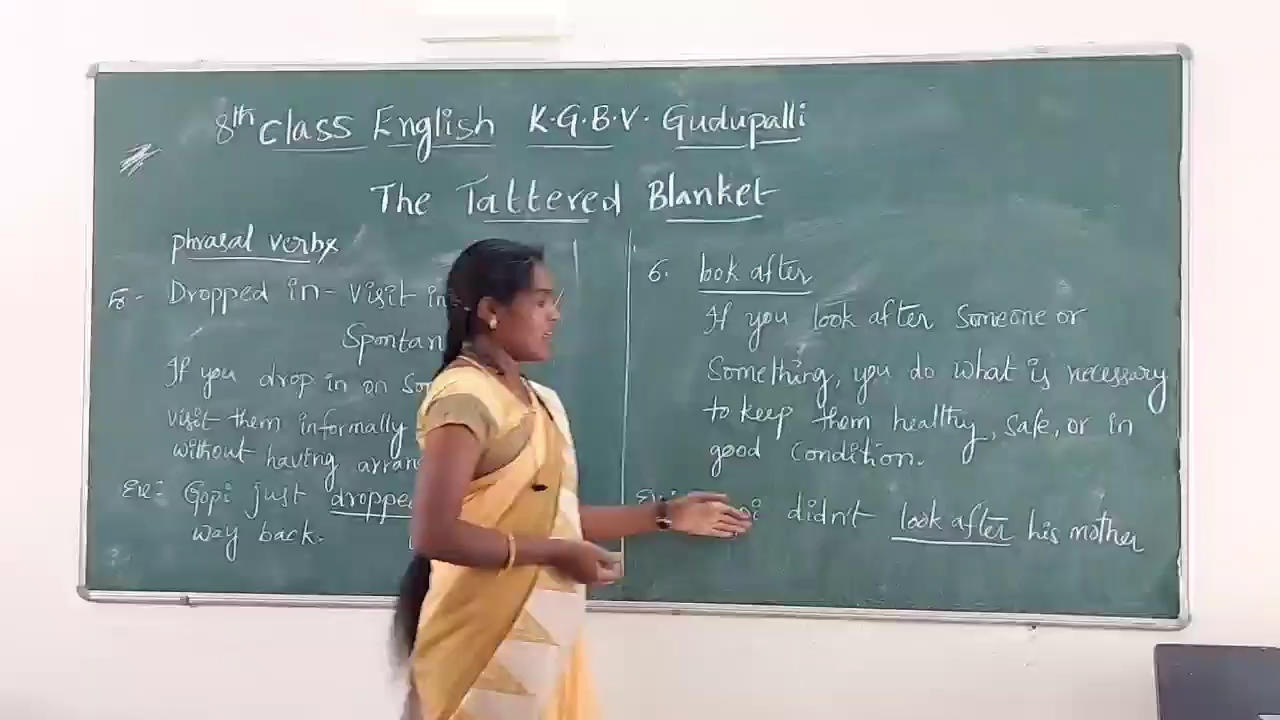 8th class English K.G.B.V. Gudupalli
The Tattered Blanket
phrasal verbs
5. Dropped in - visit in
Spontan
If you drop in on So
visit them informally
without having arran
Ex: Gopi just dropped
way back.
6. look after
If you look after Someone or
Something, you do what is necessary
to keep them healthy, safe, or in
good Condition.
Ex: didn't look after his mother